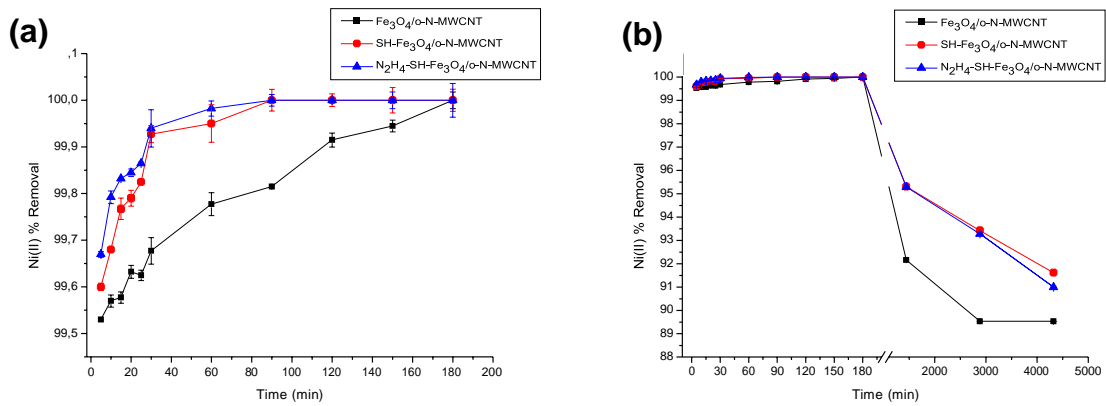 (a)
Fe3O4/o-N-MWCNT
SH-Fe3O4/o-N-MWCNT
N2H4-SH-Fe3O4/o-N-MWCNT
,1
100,0
99,9
99,8
99,7
99,6
99,5
Ni(II) % Removal
0 20 40 60 80 100 120 140 160 180 200
Time (min)
(b)
Fe3O4/o-N-MWCNT
SH-Fe3O4/o-N-MWCNT
N2H4-SH-Fe3O4/o-N-MWCNT
100
99
98
97
96
95
94
93
92
91
90
89
88
Ni(II) % Removal
0 30 60 90 120 150 180 2000 3000 4000 5000
Time (min)